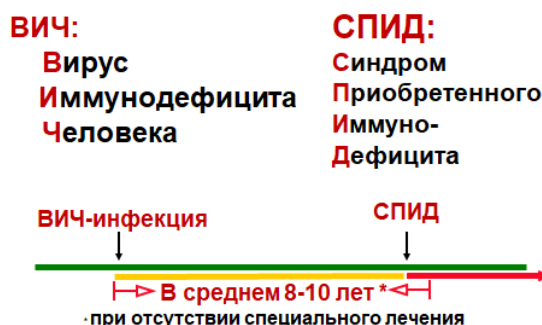 ВИЧ:
Вирус
Иммунодефицита
Человека
СПИД:
Синдром
Приобретенного
Иммуно-
Дефицита
ВИЧ-инфекция
СПИД
В среднем 8-10 лет *
*при отсутствии специального лечения